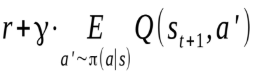 r+γ· E Q(s_{t+1},a')
a'~π(a|s)